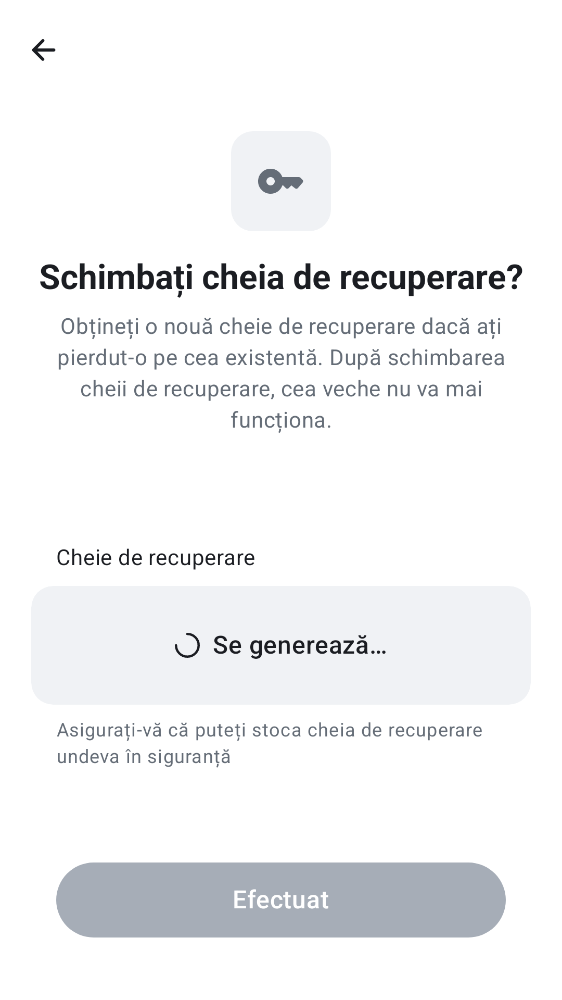 Schimbați cheia de recuperare?
Obțineți o nouă cheie de recuperare dacă ați
pierdut-o pe cea existentă. După schimbarea
cheii de recuperare, cea veche nu va mai
funcționa.
Cheie de recuperare
Se generează…
Asigurați-vă că puteți stoca cheia de recuperare
undeva în siguranță
Efectuat